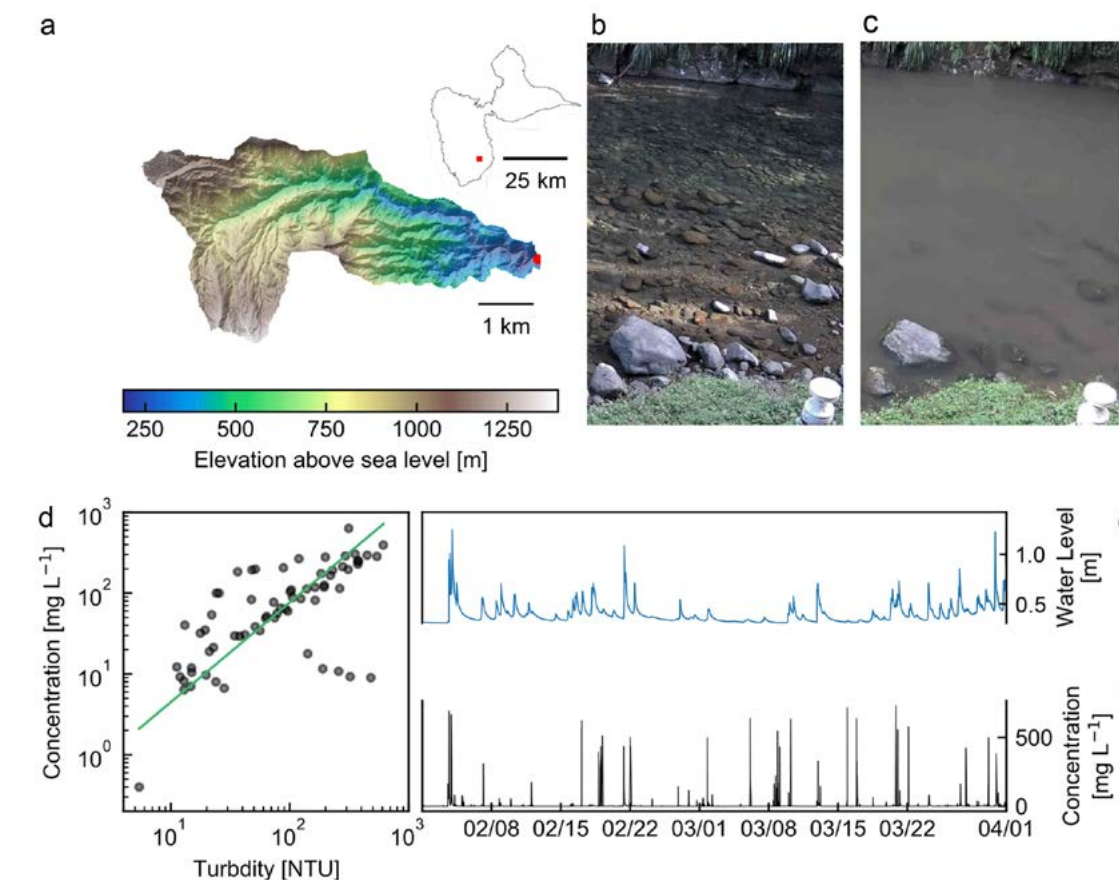 a
b
c
25 km
1 km
250 500 750 1000 1250
Elevation above sea level [m]
d
10³
10²
10¹
10⁰
Concentration [mg L⁻¹]
10¹ 10² 10³
Turbdity [NTU]
1.0
0.5
Water Level
[m]
500
0
Concentration
[mg L⁻¹]
3 02/08 02/15 02/22 03/01 03/08 03/15 03/22 04/01